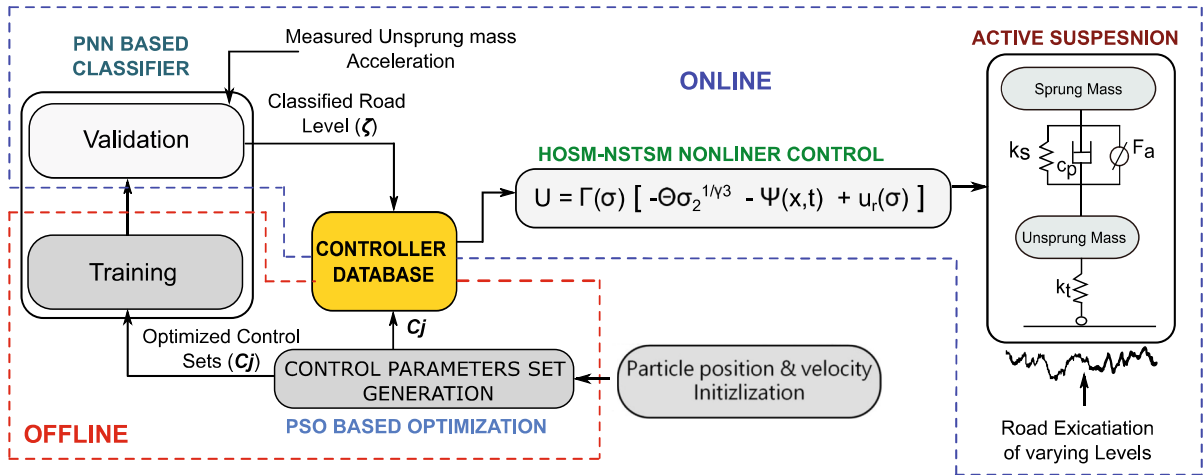 PNN BASED
CLASSIFIER
Measured Unsprung mass
Acceleration
Validation
Classified Road
Level (ζ)
ONLINE
ACTIVE SUSPESNION
Sprung Mass
ks
cp
Fa
Unsprung Mass
kt
HOSM-NSTSM NONLINER CONTROL
U = Γ(σ) [ -Θσ₂^1/γ3 - Ψ(x,t) + uᵣ(σ) ]
CONTROLLER
DATABASE
Training
Optimized Control
Sets (Cj)
Cj
CONTROL PARAMETERS SET
GENERATION
PSO BASED OPTIMIZATION
Particle position & velocity
Initizlization
OFFLINE
Road Exicatiation
of varying Levels